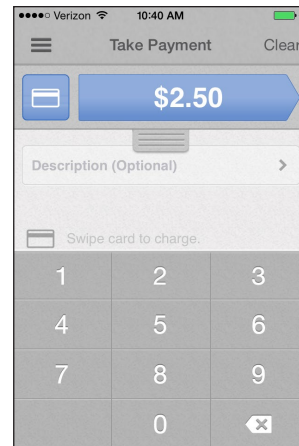 Verizon 10:40 AM
Take Payment Clear
$2.50
Description (Optional)
Swipe card to charge.
1 2 3
4 5 6
7 8 9
0